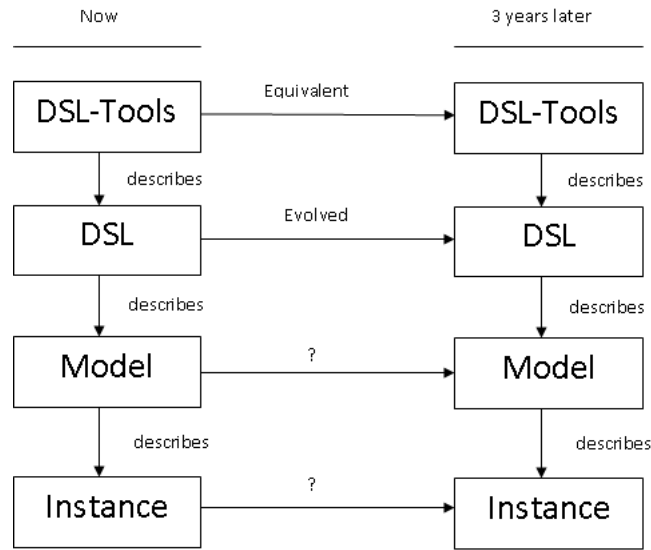 Now
3 years later
DSL-Tools
Equivalent
DSL-Tools
describes
describes
DSL
Evolved
DSL
describes
describes
Model
?
Model
describes
describes
Instance
?
Instance